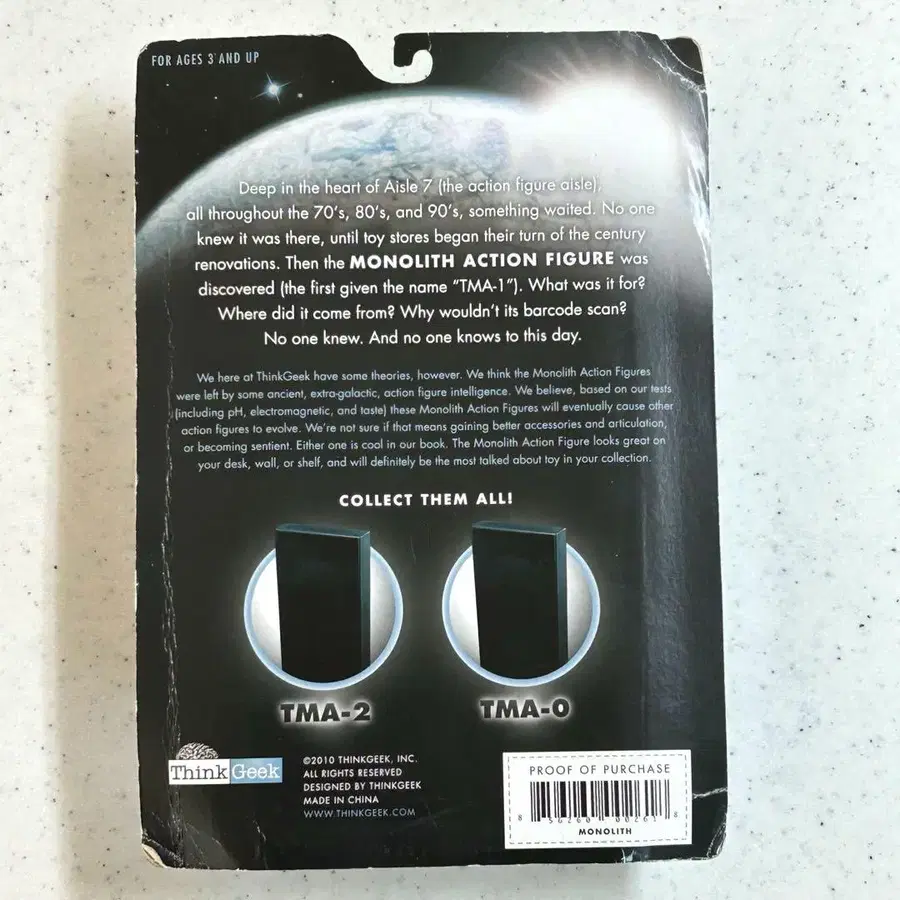 FOR AGES 3 AND UP
Deep in the heart of Aisle 7 (the action figure aisle),
all throughout the 70's, 80's, and 90's, something waited. No one
knew it was there, until toy stores began their turn of the century
renovations. Then the MONOLITH ACTION FIGURE was
discovered (the first given the name "TMA-1"). What was it for?
Where did it come from? Why wouldn't its barcode scan?
No one knew. And no one knows to this day.
We here at ThinkGeek have some theories, however. We think the Monolith Action Figures
were left by some ancient, extra-galactic, action figure intelligence. We believe, based on our tests
(including pH, electromagnetic, and taste) these Monolith Action Figures will eventually cause other
action figures to evolve. We're not sure if that means gaining better accessories and articulation,
or becoming sentient. Either one is cool in our book. The Monolith Action Figure looks great on
your desk, wall, or shelf, and will definitely be the most talked about toy in your collection.
COLLECT THEM ALL!
TMA-2
TMA-0
ThinkGeek
©2010 THINKGEEK, INC.
ALL RIGHTS RESERVED
DESIGNED BY THINKGEEK
MADE IN CHINA
WWW.THINKGEEK.COM
PROOF OF PURCHASE
8 56260 00261 8
MONOLITH